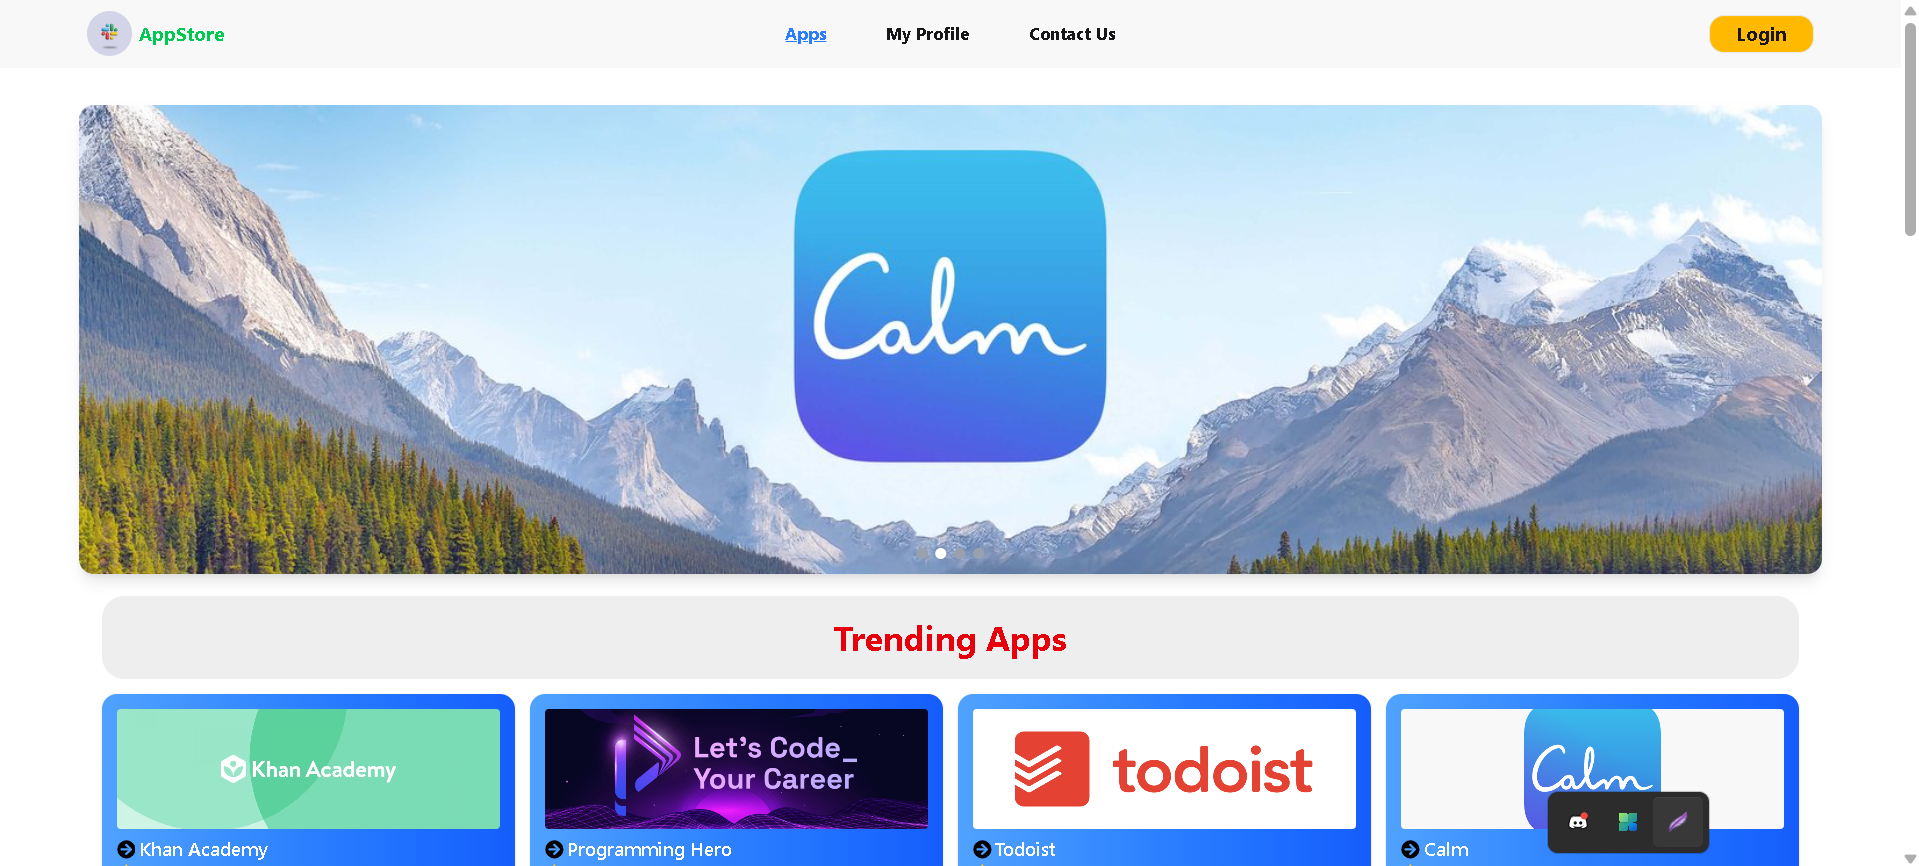 AppStore
Apps
My Profile
Contact Us
Login
Calm
Trending Apps
Khan Academy
Let's Code_
Your Career
todoist
Calm
Khan Academy
Programming Hero
Todoist
Calm